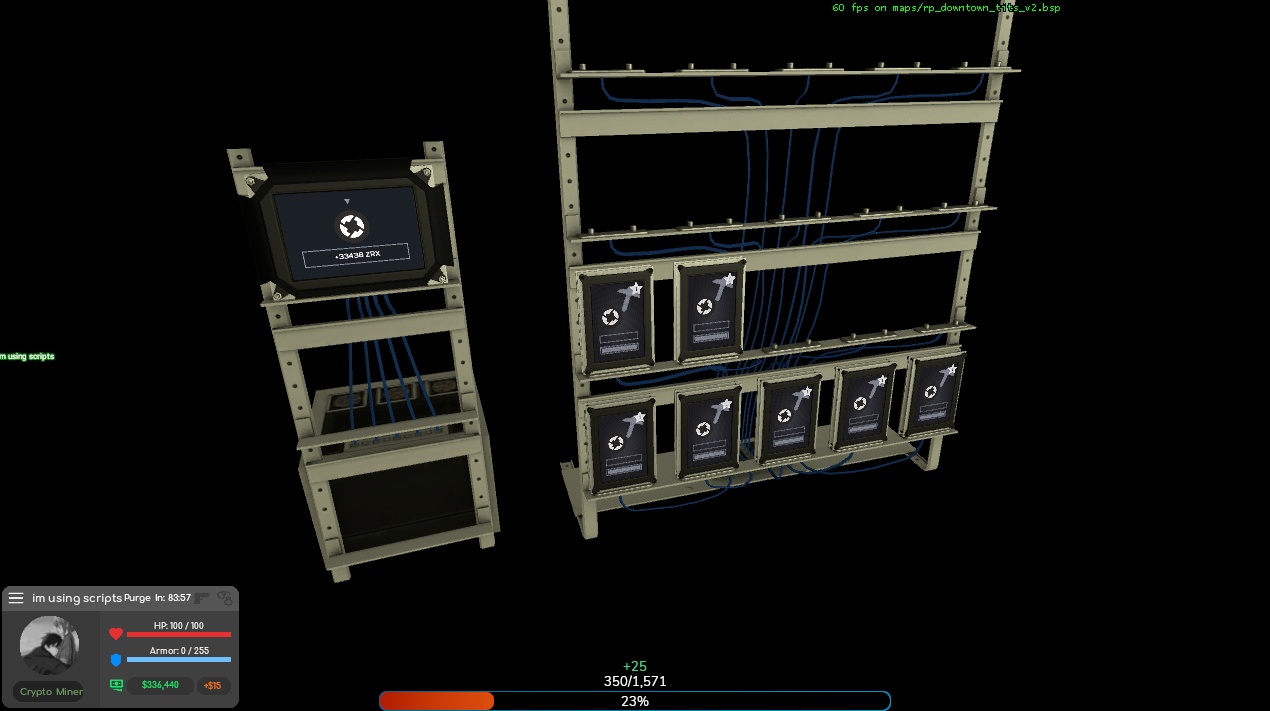 60 fps on maps/rp_downtown_tits_v2.bsp
+33438 ZRX
m using scripts
im using scripts Purge In: 83:57
HP: 100 / 100
Armor: 0 / 255
Crypto Miner
$336,440
+$15
+25
350/1,571
23%